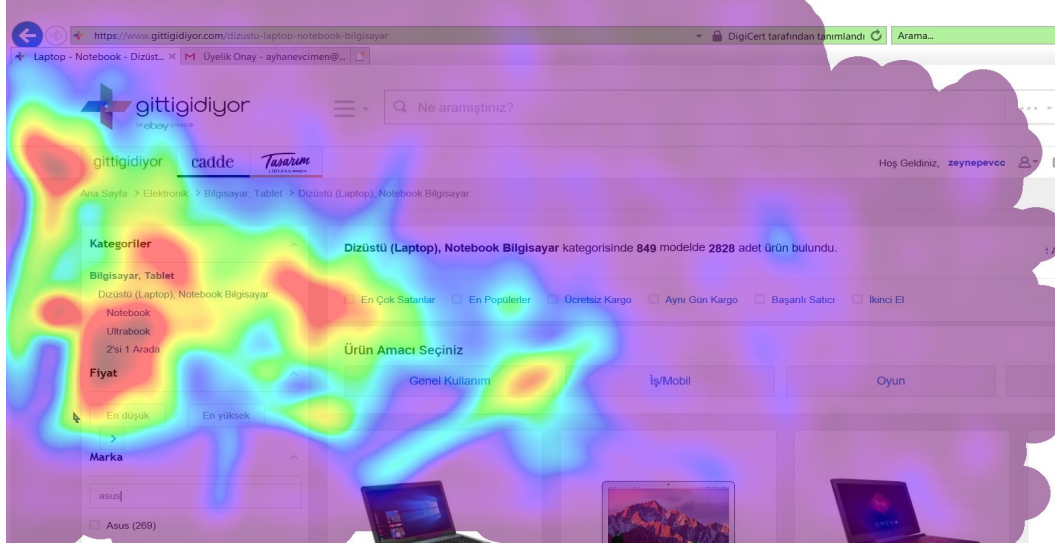 https://www.gittigidiyor.com/dizustu-laptop-notebook-bilgisayar
DigiCert tarafından tanımlandı
Arama...
Laptop - Notebook - Dizüst...
Üyelik Onay - ayhanevcimen@...
gittigidiyor
Ne aramıştınız?
gittigidiyor
cadde
Tasarım
Hoş Geldiniz, zeynepevcc
Ana Sayfa > Elektronik > Bilgisayar, Tablet > Dizüstü (Laptop), Notebook Bilgisayar
Kategoriler
Dizüstü (Laptop), Notebook Bilgisayar kategorisinde 849 modelde 2828 adet ürün bulundu.
Bilgisayar, Tablet
Dizüstü (Laptop), Notebook Bilgisayar
En Çok Satanlar
En Popülerler
Ücretsiz Kargo
Aynı Gün Kargo
Başarılı Satıcı
İkinci El
Notebook
Ultrabook
2'si 1 Arada
Ürün Amacı Seçiniz
Fiyat
Genel Kullanım
İş/Mobil
Oyun
En düşük
En yüksek
Marka
asus
Asus (269)